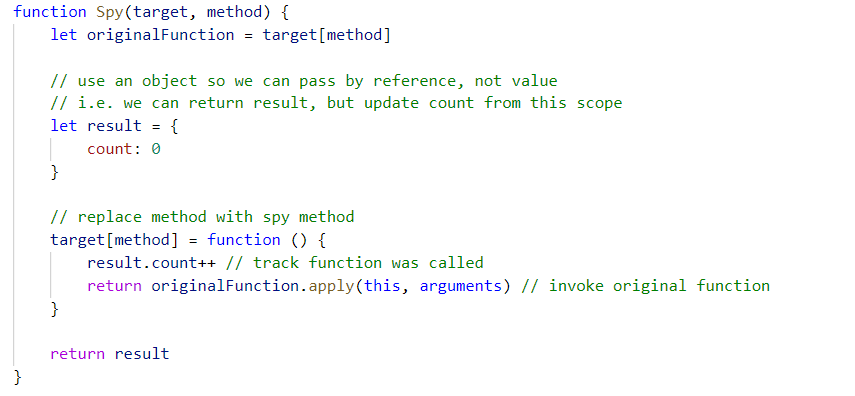 function Spy(target, method) {
    let originalFunction = target[method]

    // use an object so we can pass by reference, not value
    // i.e. we can return result, but update count from this scope
    let result = {
        count: 0
    }

    // replace method with spy method
    target[method] = function () {
        result.count++ // track function was called
        return originalFunction.apply(this, arguments) // invoke original function
    }

    return result
}